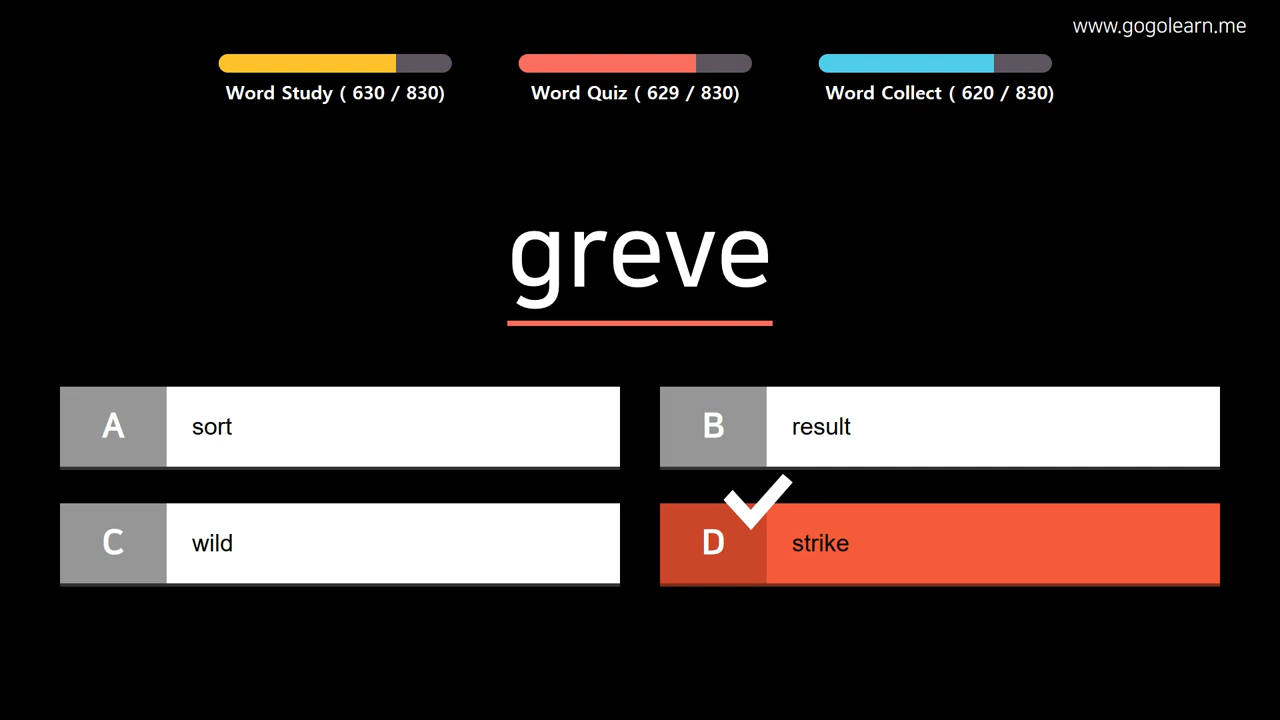 www.gogolearn.me
Word Study ( 630 / 830)
Word Quiz ( 629 / 830)
Word Collect ( 620 / 830)
greve
A sort
B result
C wild
D strike